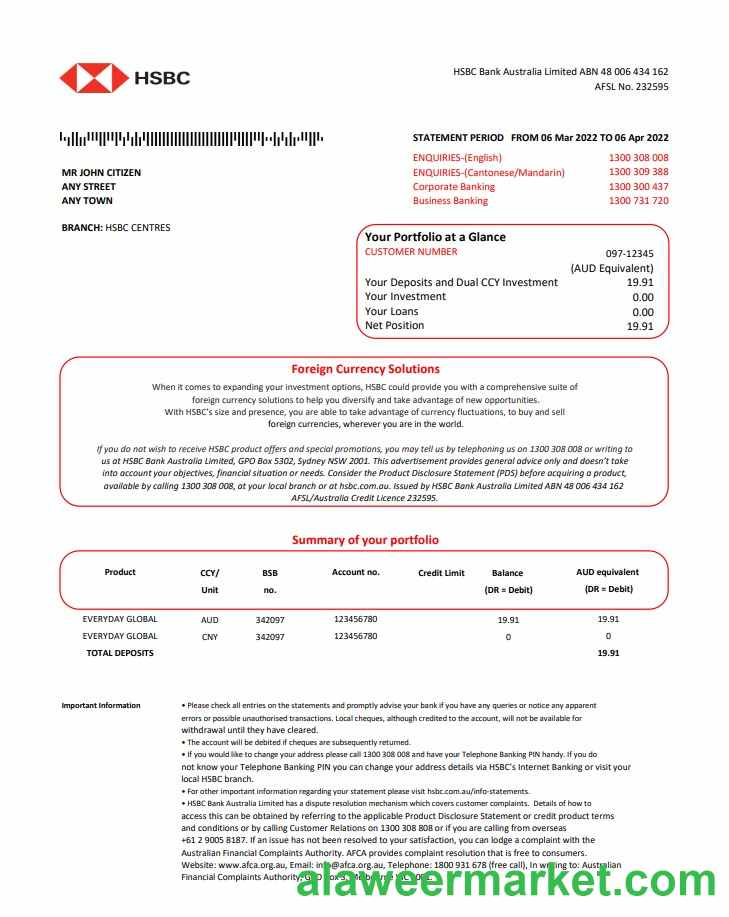 HSBC
HSBC Bank Australia Limited ABN 48 006 434 162
AFSL No. 232595
STATEMENT PERIOD FROM 06 Mar 2022 TO 06 Apr 2022
ENQUIRIES-(English) 1300 308 008
MR JOHN CITIZEN
ENQUIRIES-(Cantonese/Mandarin) 1300 309 388
ANY STREET
Corporate Banking 1300 300 437
ANY TOWN
Business Banking 1300 731 720
BRANCH: HSBC CENTRES
Your Portfolio at a Glance
CUSTOMER NUMBER 097-12345
(AUD Equivalent)
Your Deposits and Dual CCY Investment 19.91
Your Investment 0.00
Your Loans 0.00
Net Position 19.91
Foreign Currency Solutions
When it comes to expanding your investment options, HSBC could provide you with a comprehensive suite of
foreign currency solutions to help you diversify and take advantage of new opportunities.
With HSBC's size and presence, you are able to take advantage of currency fluctuations, to buy and sell
foreign currencies, wherever you are in the world.
If you do not wish to receive HSBC product offers and special promotions, you may tell us by telephoning us on 1300 308 008 or writing to
us at HSBC Bank Australia Limited, GPO Box 5302, Sydney NSW 2001. This advertisement provides general advice only and doesn't take
into account your objectives, financial situation or needs. Consider the Product Disclosure Statement (PDS) before acquiring a product,
available by calling 1300 308 008, at your local branch or at hsbc.com.au. Issued by HSBC Bank Australia Limited ABN 48 006 434 162
AFSL/Australia Credit Licence 232595.
Summary of your portfolio
Product CCY/ BSB Account no. Credit Limit Balance AUD equivalent
Unit no. (DR = Debit) (DR = Debit)
EVERYDAY GLOBAL AUD 342097 123456780 19.91 19.91
EVERYDAY GLOBAL CNY 342097 123456780 0 0
TOTAL DEPOSITS 19.91
Important Information • Please check all entries on the statements and promptly advise your bank if you have any queries or notice any apparent
errors or possible unauthorised transactions. Local cheques, although credited to the account, will not be available for
withdrawal until they have cleared.
• The account will be debited if cheques are subsequently returned.
• If you would like to change your address please call 1300 308 008 and have your Telephone Banking PIN handy. If you do
not know your Telephone Banking PIN you can change your address details via HSBC's Internet Banking or visit your
local HSBC branch.
• For other important information regarding your statement please visit hsbc.com.au/info-statements.
• HSBC Bank Australia Limited has a dispute resolution mechanism which covers customer complaints. Details of how to
access this can be obtained by referring to the applicable Product Disclosure Statement or credit product terms
and conditions or by calling Customer Relations on 1300 308 808 or if you are calling from overseas
+61 2 9005 8187. If an issue has not been resolved to your satisfaction, you can lodge a complaint with the
Australian Financial Complaints Authority. AFCA provides complaint resolution that is free to consumers.
Website: www.afca.org.au, Email: info@afca.org.au, Telephone: 1800 931 678 (free call), In writing to: Australian
Financial Complaints Authority, GPO Box 3, Melbourne VIC 3001.
alaweermarket.com